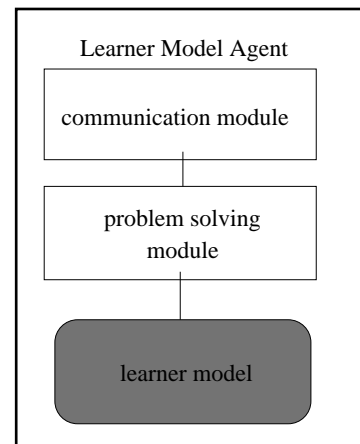 Learner Model Agent
communication module
problem solving
module
learner model